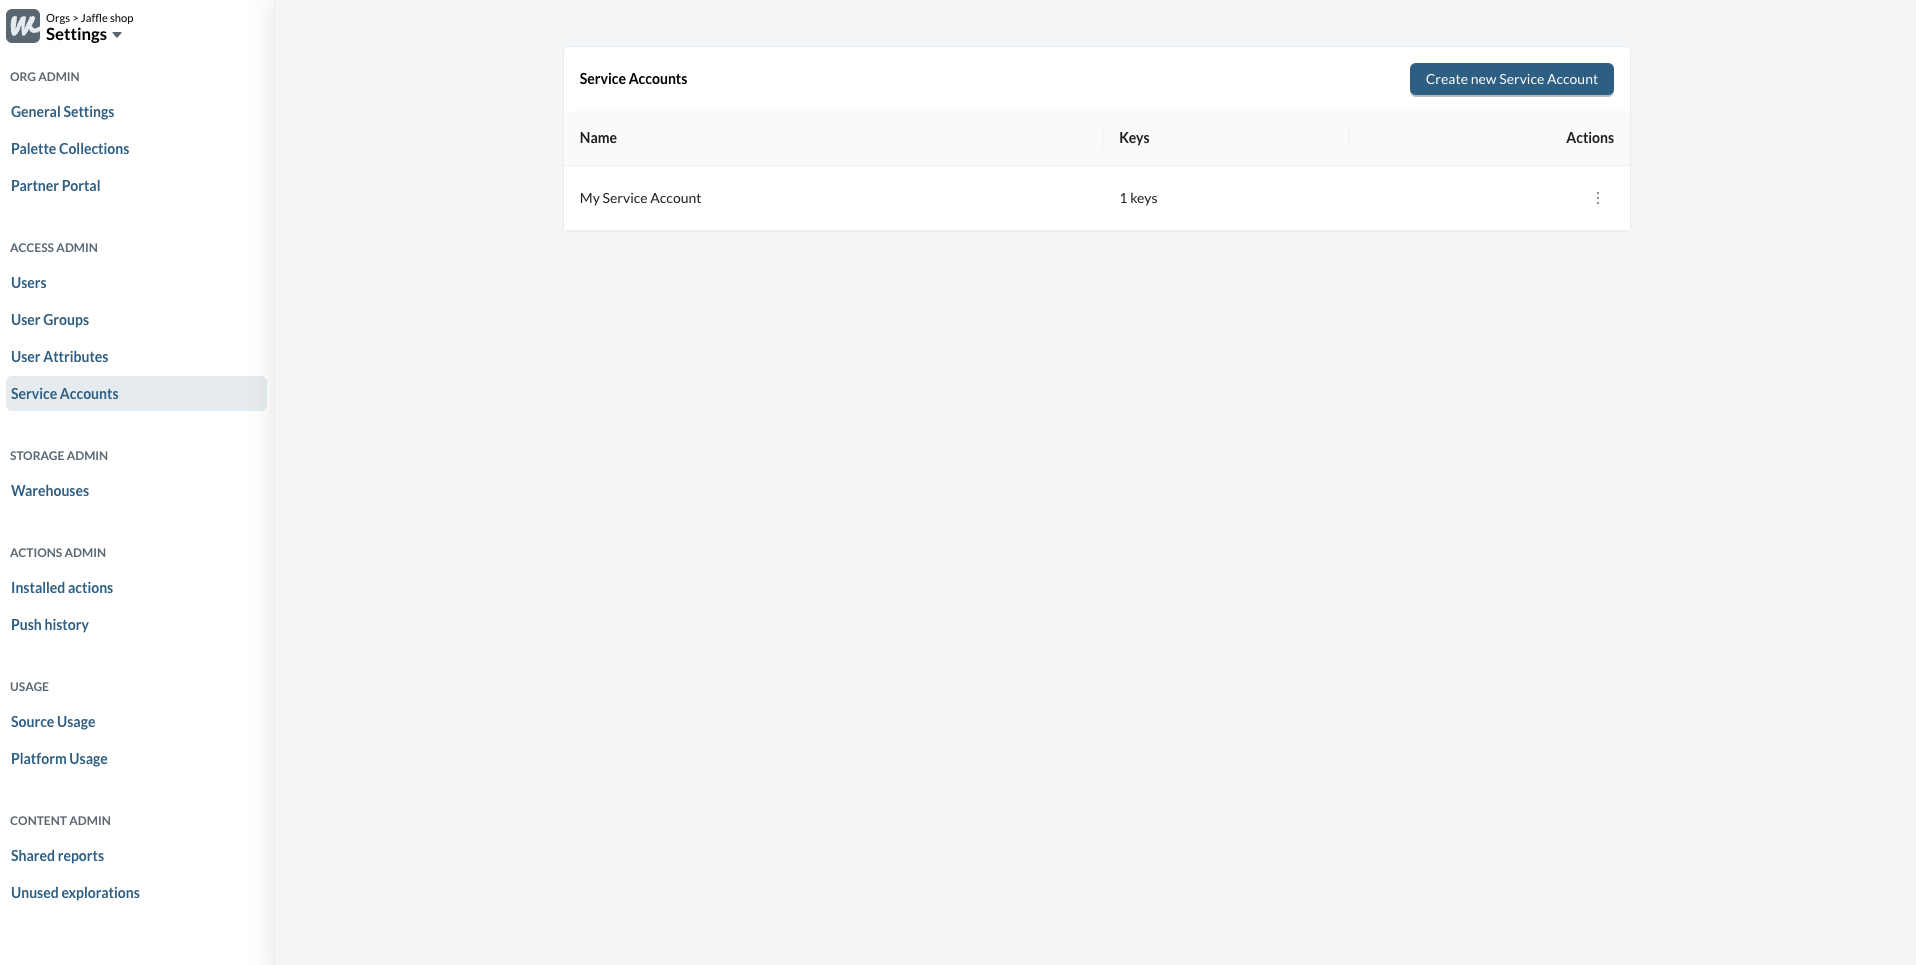 Orgs > Jaffle shop
Settings
ORG ADMIN
General Settings
Palette Collections
Partner Portal
ACCESS ADMIN
Users
User Groups
User Attributes
Service Accounts
STORAGE ADMIN
Warehouses
ACTIONS ADMIN
Installed actions
Push history
USAGE
Source Usage
Platform Usage
CONTENT ADMIN
Shared reports
Unused explorations
Service Accounts
Create new Service Account
Name Keys Actions
My Service Account 1 keys